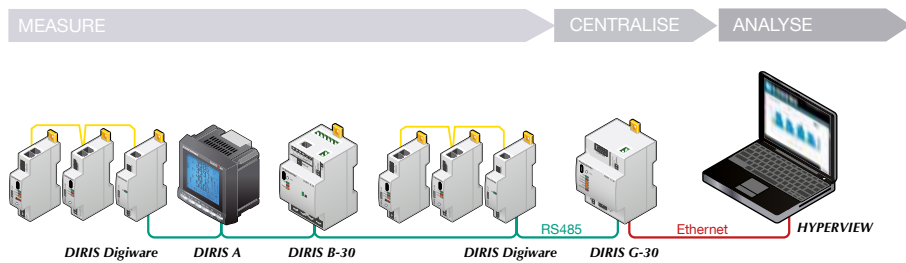 MEASURE
CENTRALISE
ANALYSE
RS485
Ethernet
HYPERVIEW
DIRIS Digiware
DIRIS A
DIRIS B-30
DIRIS Digiware
DIRIS G-30